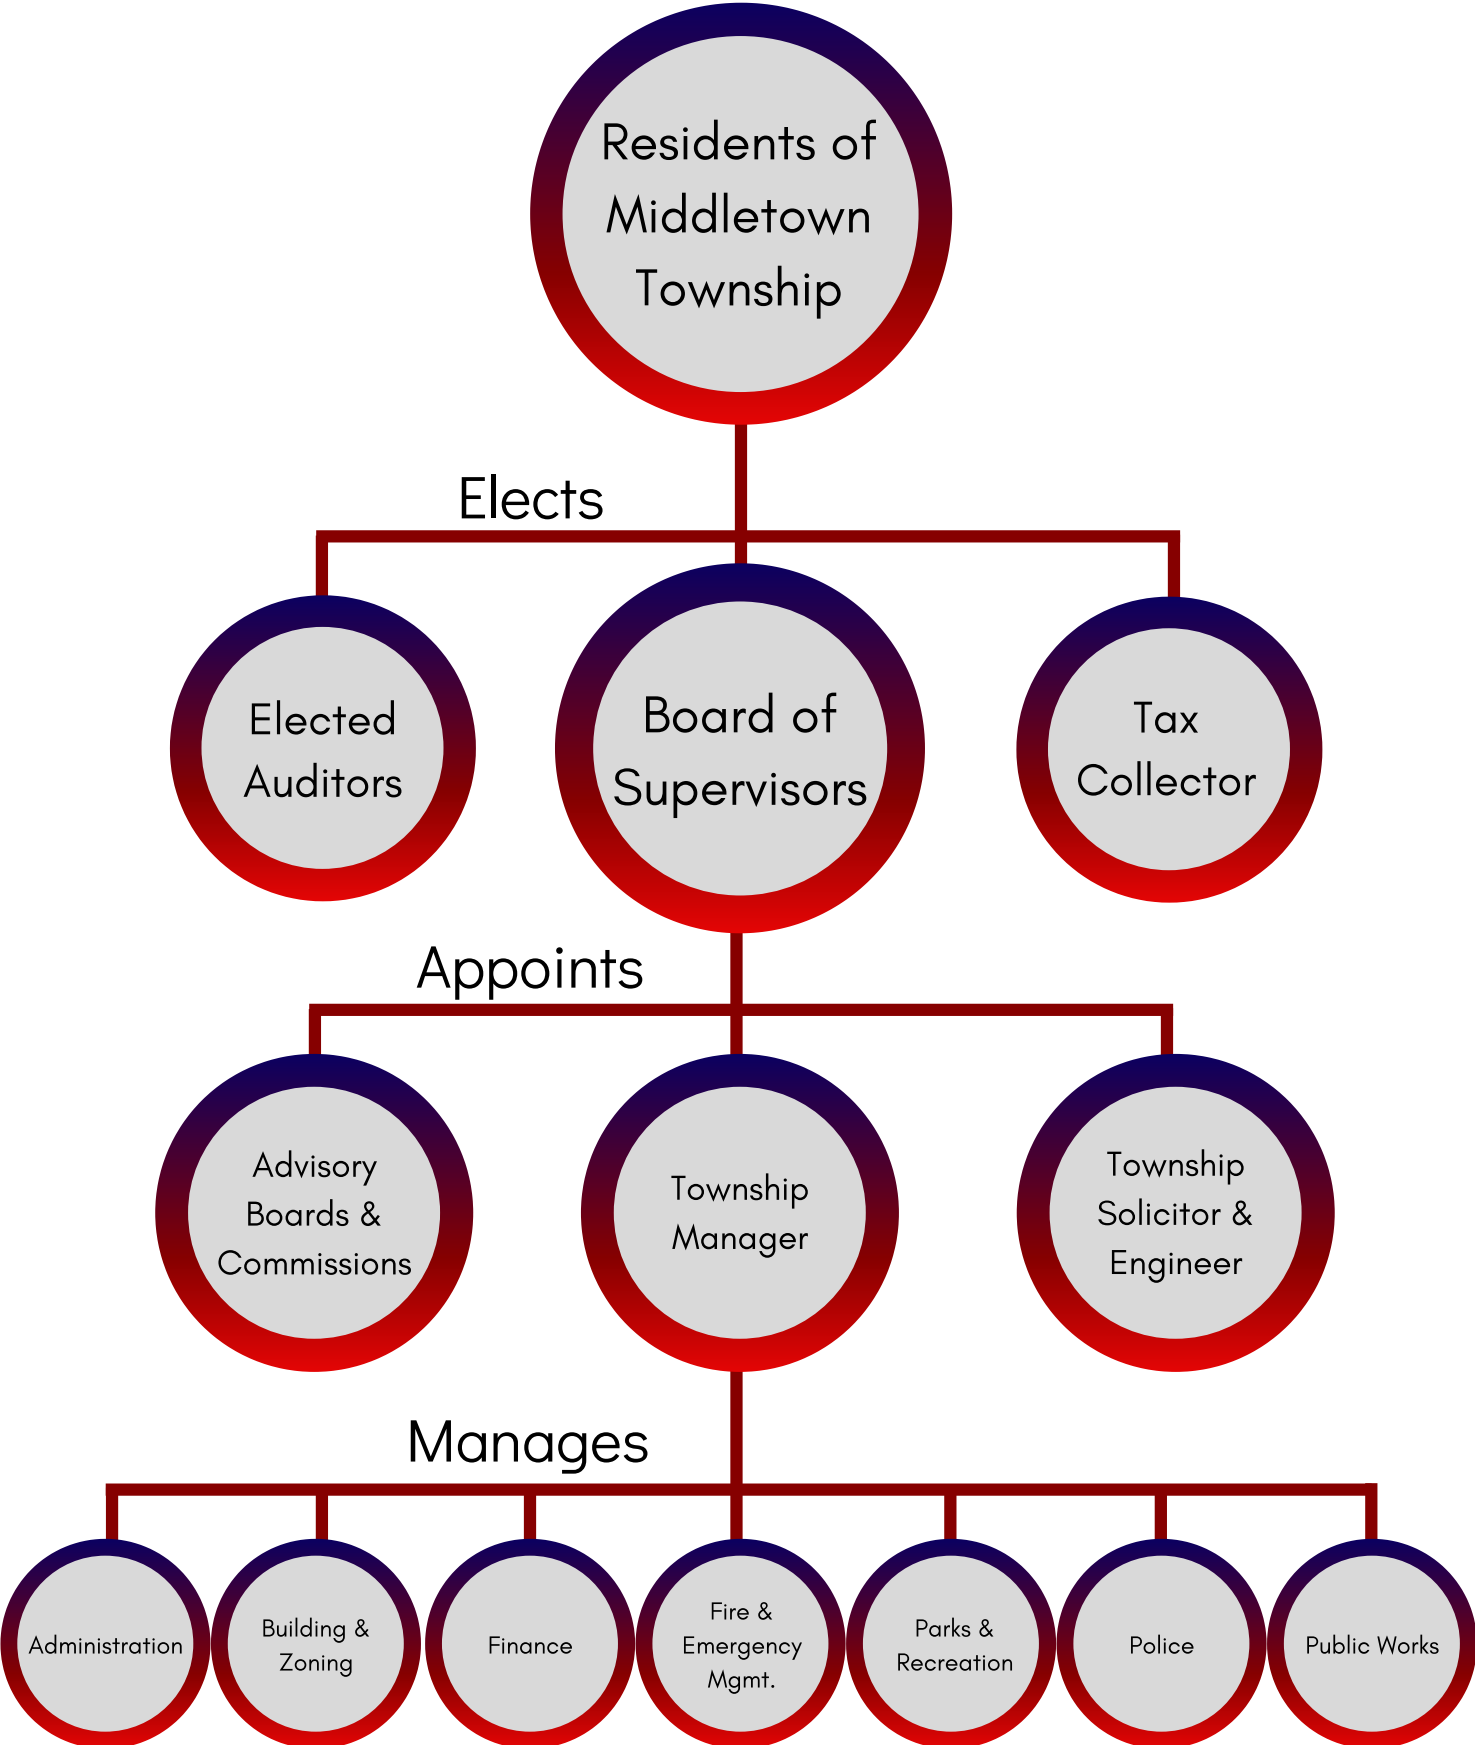 Residents of
Middletown
Township
Elects
Elected
Auditors
Board of
Supervisors
Tax
Collector
Appoints
Advisory
Boards &
Commissions
Township
Manager
Township
Solicitor &
Engineer
Manages
Administration
Building &
Zoning
Finance
Fire &
Emergency
Mgmt.
Parks &
Recreation
Police
Public Works